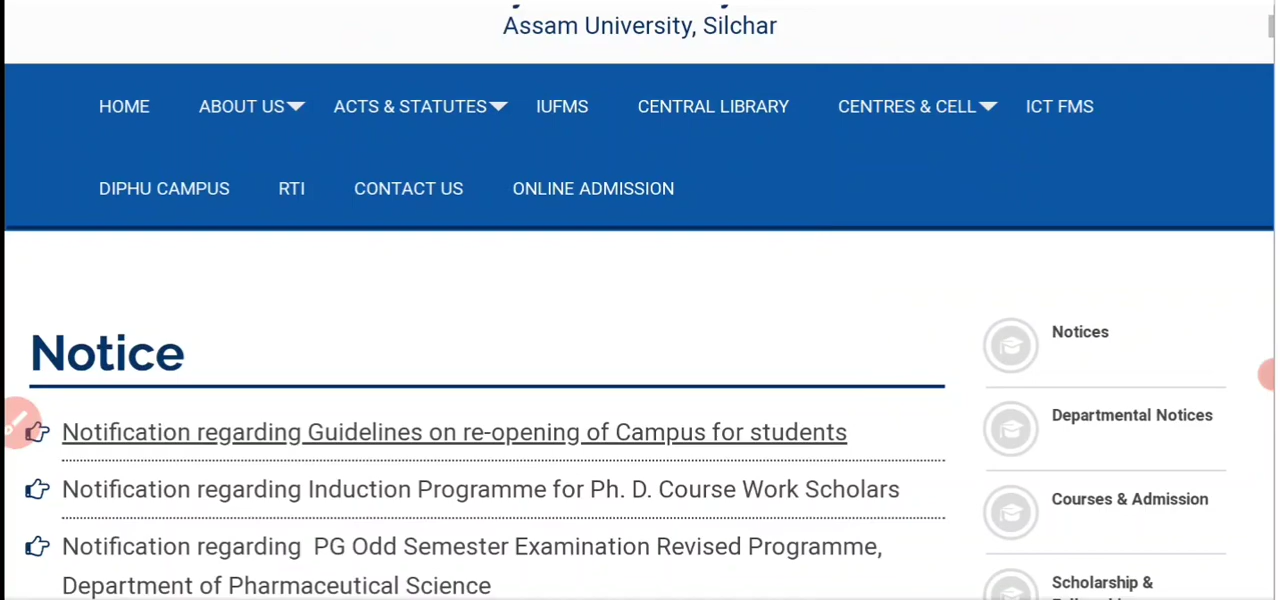 Assam University, Silchar
HOME ABOUT US ACTS & STATUTES IUFMS CENTRAL LIBRARY CENTRES & CELL ICT FMS
DIPHU CAMPUS RTI CONTACT US ONLINE ADMISSION
Notice
Notification regarding Guidelines on re-opening of Campus for students
Notification regarding Induction Programme for Ph. D. Course Work Scholars
Notification regarding PG Odd Semester Examination Revised Programme,
Department of Pharmaceutical Science
Notices
Departmental Notices
Courses & Admission
Scholarship &